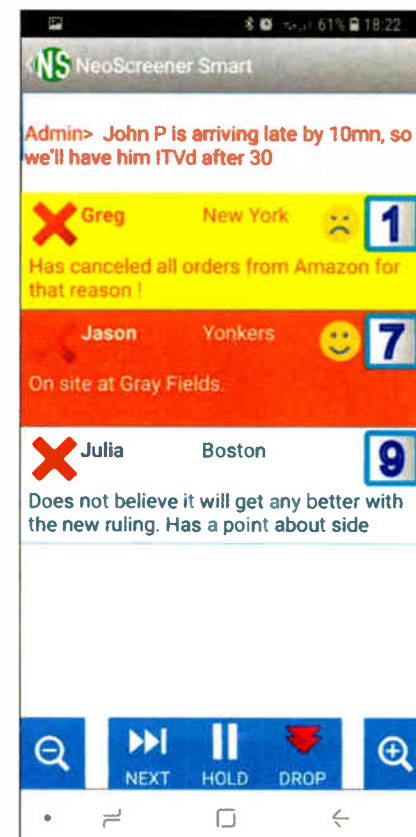 61% 18:22
NS NeoScreener Smart
Admin> John P is arriving late by 10mn, so
we'll have him ITVd after 30
Greg New York 1
Has canceled all orders from Amazon for
that reason !
Jason Yonkers 7
On site at Gray Fields.
Julia Boston 9
Does not believe it will get any better with
the new ruling. Has a point about side
NEXT HOLD DROP